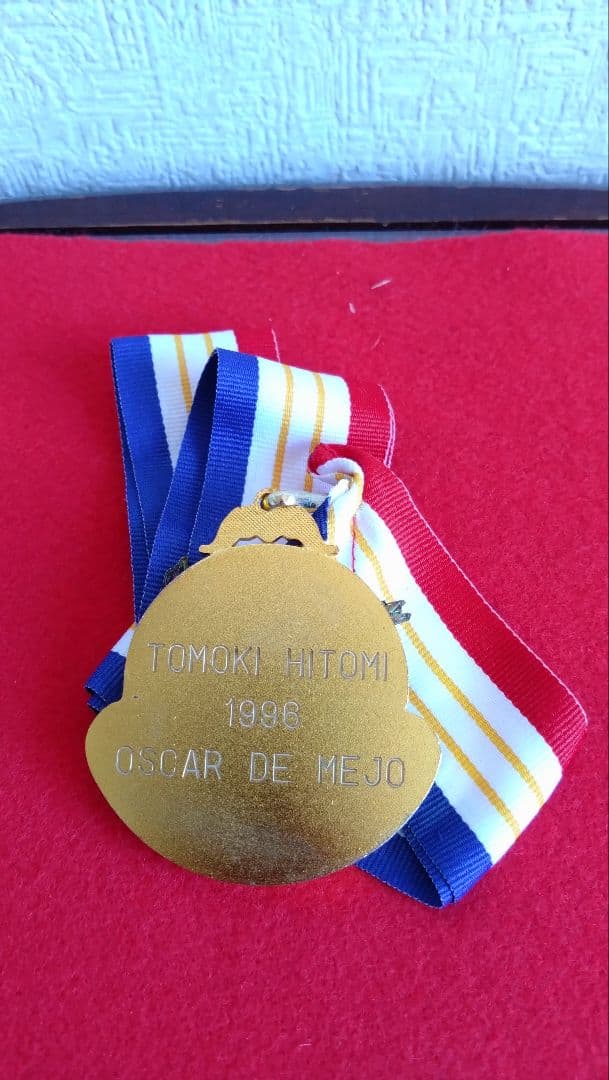 TOMOKI HITOMI
1996
OSCAR DE MEJO